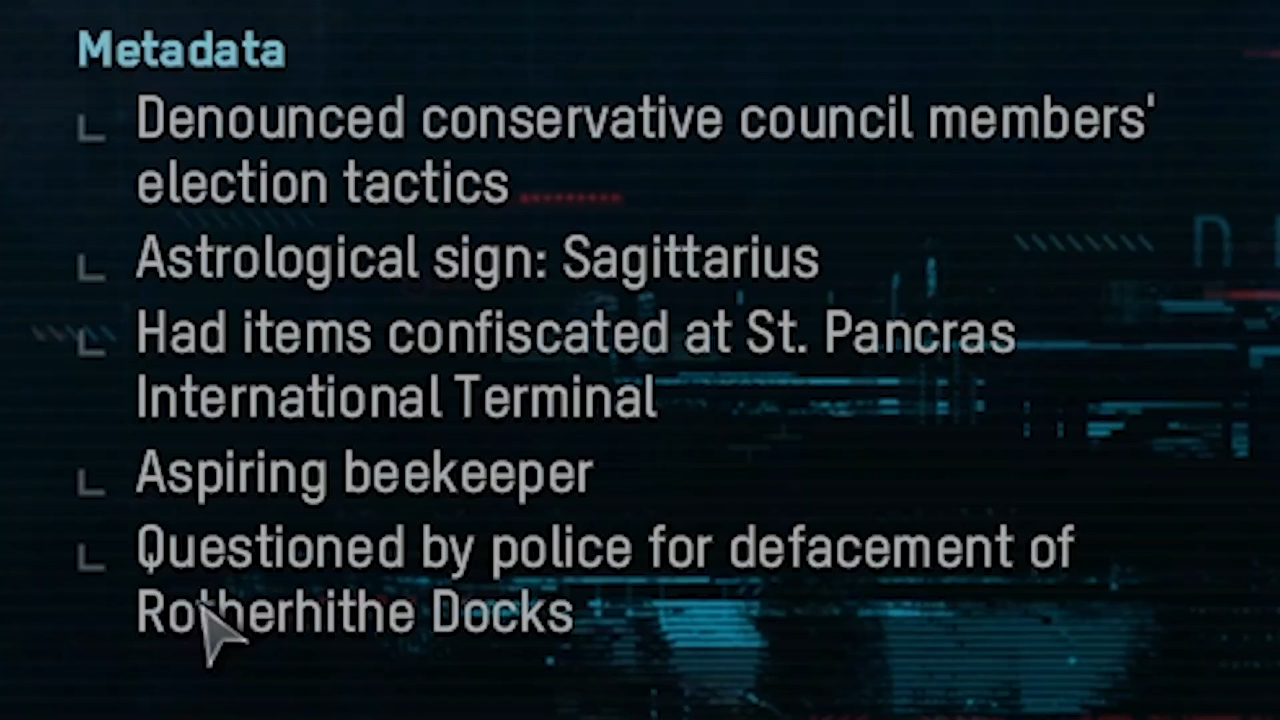 Metadata
Denounced conservative council members'
election tactics
Astrological sign: Sagittarius
Had items confiscated at St. Pancras
International Terminal
Aspiring beekeeper
Questioned by police for defacement of
Rotherhithe Docks